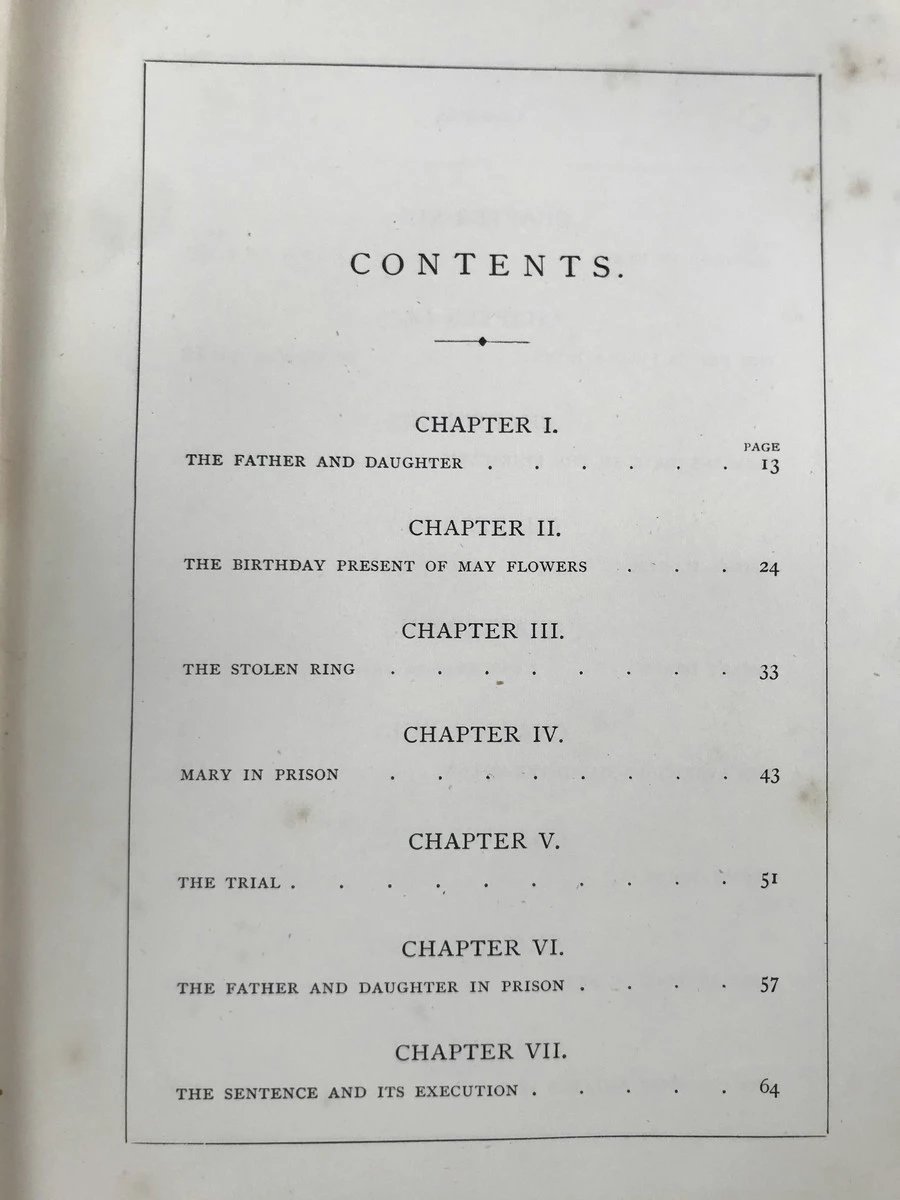 CONTENTS.
CHAPTER I.
PAGE
THE FATHER AND DAUGHTER . . . . . . 13
CHAPTER II.
THE BIRTHDAY PRESENT OF MAY FLOWERS . . . 24
CHAPTER III.
THE STOLEN RING . . . . . . . . 33
CHAPTER IV.
MARY IN PRISON . . . . . . . . 43
CHAPTER V.
THE TRIAL . . . . . . . . . . 51
CHAPTER VI.
THE FATHER AND DAUGHTER IN PRISON . . . . 57
CHAPTER VII.
THE SENTENCE AND ITS EXECUTION . . . . . 64